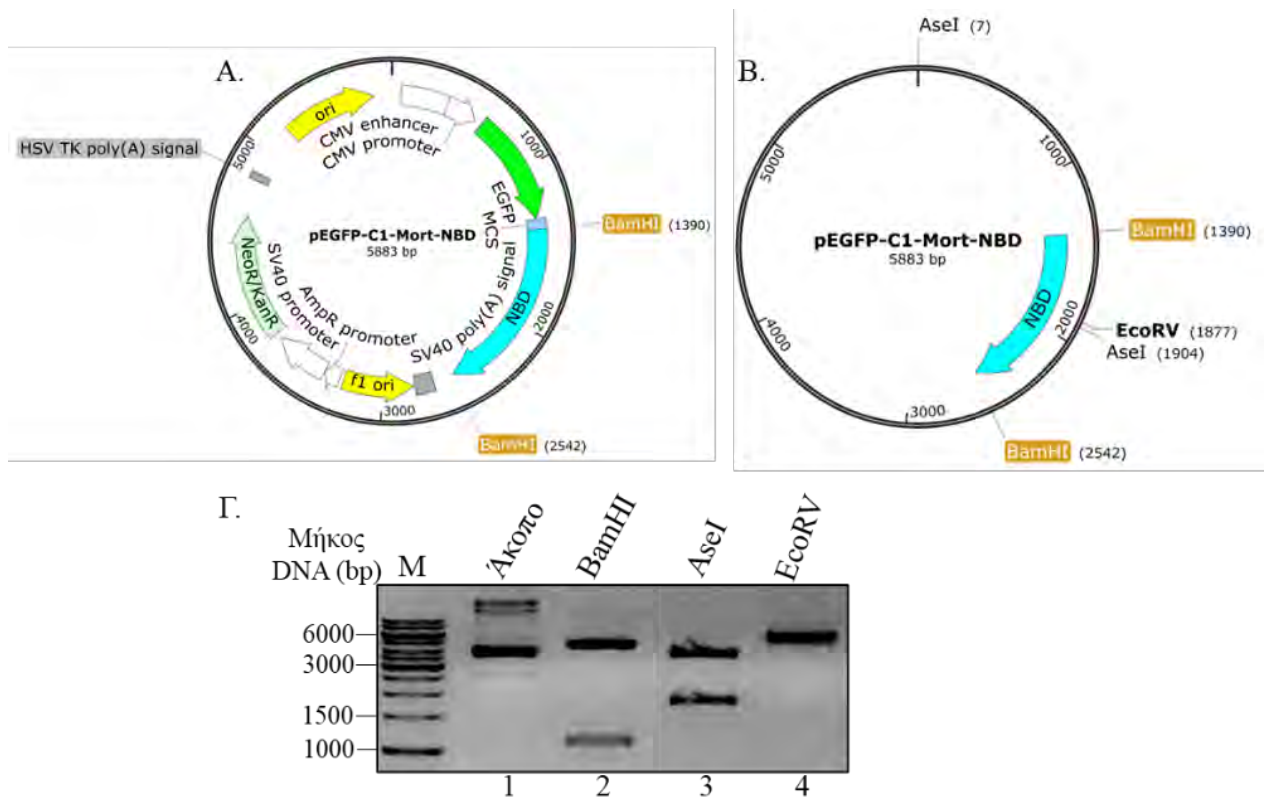 A.
ori
CMV enhancer
CMV promoter
HSV TK poly(A) signal
5000
1000
EGFP
MCS
BamHI (1390)
pEGFP-C1-Mort-NBD
5883 bp
NeoR/KanR
SV40 promoter
AmpR promoter
SV40 poly(A) signal
NBD
2000
4000
f1 ori
3000
BamHI (2542)
B.
AseI (7)
5000
1000
BamHI (1390)
pEGFP-C1-Mort-NBD
5883 bp
NBD
2000
EcoRV (1877)
AseI (1904)
4000
3000
BamHI (2542)
Γ.
Μήκος
DNA (bp)
M
Άκοπο
BamHI
AseI
EcoRV
6000
3000
1500
1000
1 2 3 4